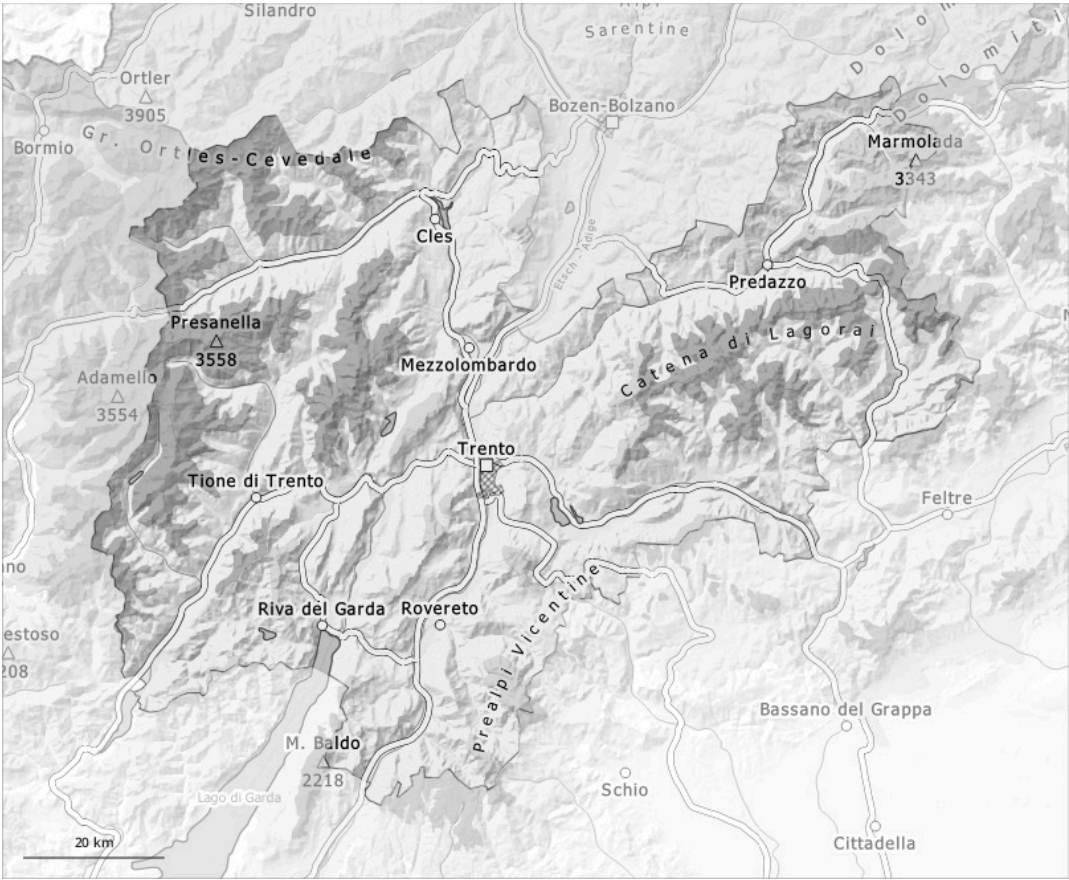 Silandro
Sarentine
Dolomiti
Ortler
3905
Bozen-Bolzano
Bormio
Gr. Ortles-Cevedale
Marmolada
3343
Cles
Etsch - Adige
Predazzo
Presanella
3558
Catena di Lagorai
Mezzolombardo
Adamello
3554
Trento
Tione di Trento
Feltre
Riva del Garda
Rovereto
Prealpi Vicentine
Bassano del Grappa
M. Baldo
2218
Lago di Garda
Schio
20 km
Cittadella